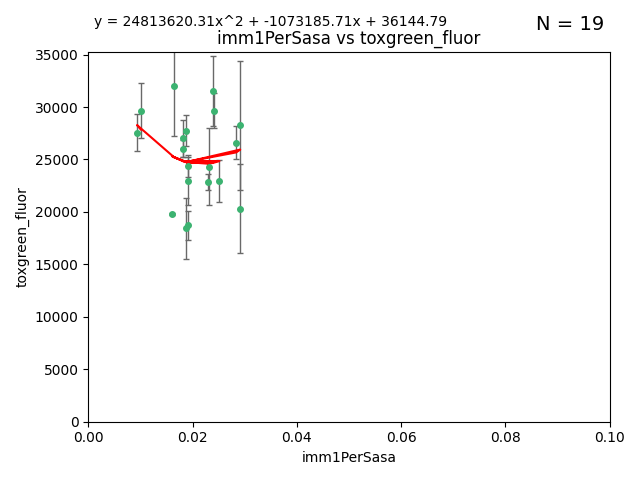 y = 24813620.31x^2 + -1073185.71x + 36144.79
N = 19
imm1PerSasa vs toxgreen_fluor
35000
30000
25000
20000
15000
10000
5000
0
toxgreen_fluor
0.00 0.02 0.04 0.06 0.08 0.10
imm1PerSasa